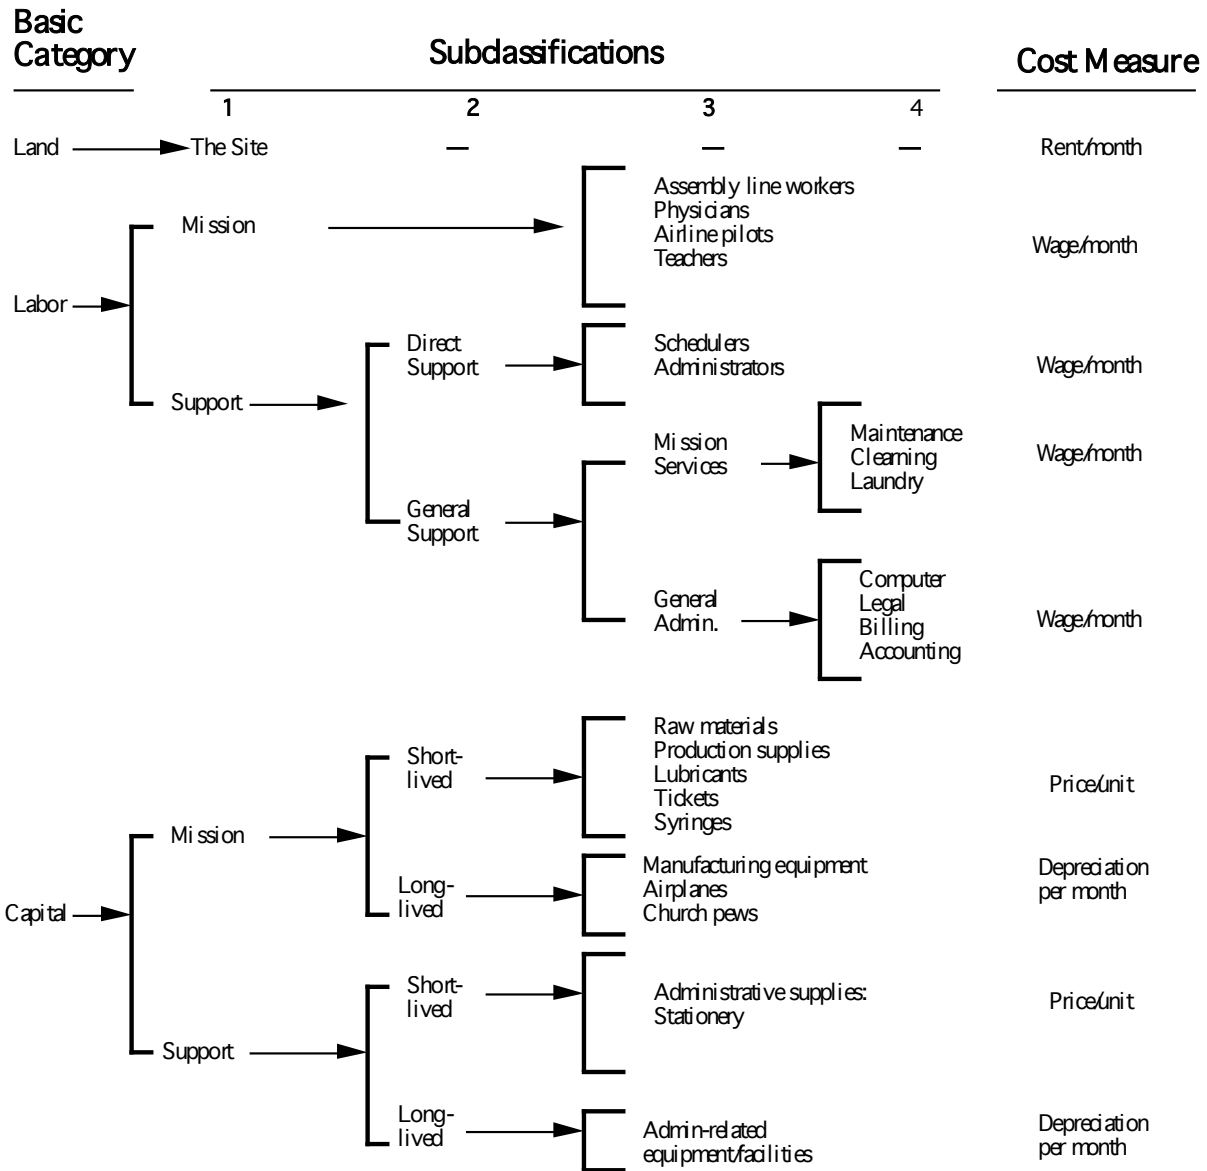 Basic
Category
Subclassifications
Cost Measure
1 2 3 4
Land The Site — — — Rent/month
Assembly line workers
Physicians
Airline pilots
Teachers
Mission
Wage/month
Labor
Direct
Support
Schedulers
Administrators
Wage/month
Support
Mission
Services
Maintenance
Clearning
Laundry
Wage/month
General
Support
General
Admin.
Computer
Legal
Billing
Accounting
Wage/month
Raw materials
Production supplies
Lubricants
Tickets
Syringes
Short-
lived
Price/unit
Mission
Manufacturing equipment
Airplanes
Church pews
Long-
lived
Depreciation
per month
Capital
Short-
lived
Administrative supplies:
Stationery
Price/unit
Support
Long-
lived
Admin-related
equipment/facilities
Depreciation
per month